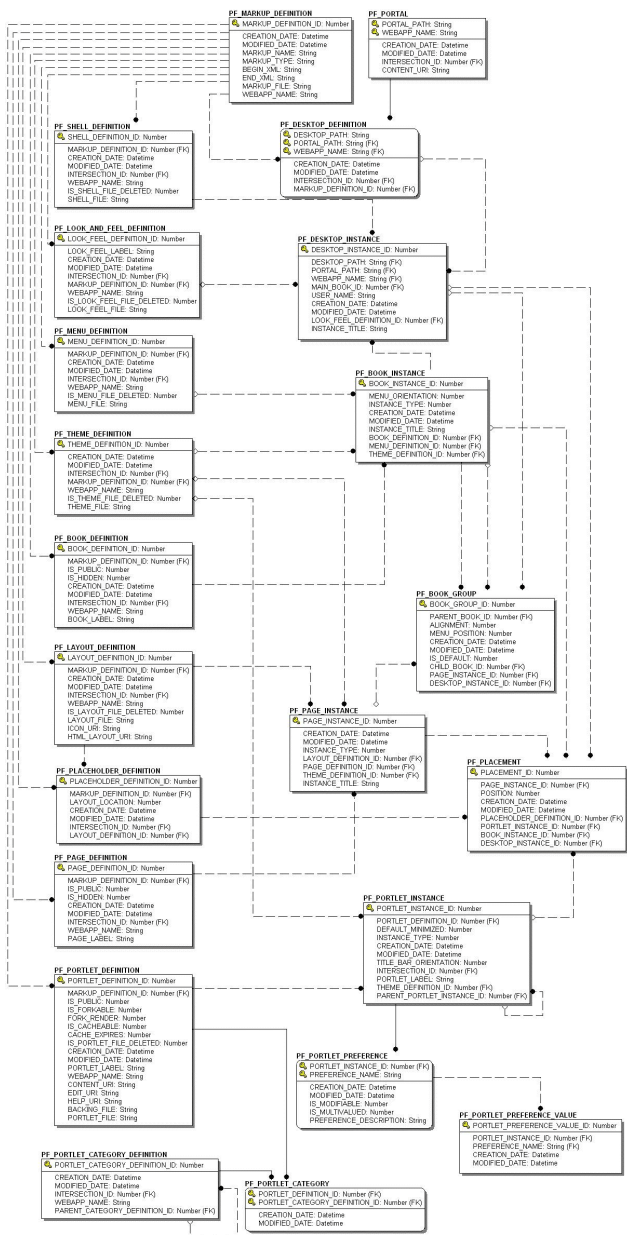 PF_MARKUP_DEFINITION
MARKUP_DEFINITION_ID: Number
CREATION_DATE: Datetime
MODIFIED_DATE: Datetime
MARKUP_NAME: String
MARKUP_TYPE: String
BEGIN_XML: String
END_XML: String
MARKUP_FILE: String
WEBAPP_NAME: String
PF_PORTAL
PORTAL_PATH: String
WEBAPP_NAME: String
CREATION_DATE: Datetime
MODIFIED_DATE: Datetime
INTERSECTION_ID: Number (FK)
CONTENT_URI: String
PF_SHELL_DEFINITION
SHELL_DEFINITION_ID: Number
MARKUP_DEFINITION_ID: Number (FK)
CREATION_DATE: Datetime
MODIFIED_DATE: Datetime
INTERSECTION_ID: Number (FK)
WEBAPP_NAME: String
IS_SHELL_FILE_DELETED: Number
SHELL_FILE: String
PF_DESKTOP_DEFINITION
DESKTOP_PATH: String
PORTAL_PATH: String (FK)
WEBAPP_NAME: String (FK)
CREATION_DATE: Datetime
MODIFIED_DATE: Datetime
INTERSECTION_ID: Number (FK)
MARKUP_DEFINITION_ID: Number (FK)
PF_LOOK_AND_FEEL_DEFINITION
LOOK_FEEL_DEFINITION_ID: Number
LOOK_FEEL_LABEL: String
CREATION_DATE: Datetime
MODIFIED_DATE: Datetime
INTERSECTION_ID: Number (FK)
MARKUP_DEFINITION_ID: Number (FK)
WEBAPP_NAME: String
IS_LOOK_FEEL_FILE_DELETED: Number
LOOK_FEEL_FILE: String
PF_DESKTOP_INSTANCE
DESKTOP_INSTANCE_ID: Number
DESKTOP_PATH: String (FK)
PORTAL_PATH: String (FK)
WEBAPP_NAME: String (FK)
MAIN_BOOK_ID: Number (FK)
USER_NAME: String
CREATION_DATE: Datetime
MODIFIED_DATE: Datetime
LOOK_FEEL_DEFINITION_ID: Number (FK)
INSTANCE_TITLE: String
PF_MENU_DEFINITION
MENU_DEFINITION_ID: Number
MARKUP_DEFINITION_ID: Number (FK)
CREATION_DATE: Datetime
MODIFIED_DATE: Datetime
INTERSECTION_ID: Number (FK)
WEBAPP_NAME: String
IS_MENU_FILE_DELETED: Number
MENU_FILE: String
PF_BOOK_INSTANCE
BOOK_INSTANCE_ID: Number
MENU_ORIENTATION: Number
INSTANCE_TYPE: Number
CREATION_DATE: Datetime
MODIFIED_DATE: Datetime
INSTANCE_TITLE: String
BOOK_DEFINITION_ID: Number (FK)
MENU_DEFINITION_ID: Number (FK)
THEME_DEFINITION_ID: Number (FK)
PF_THEME_DEFINITION
THEME_DEFINITION_ID: Number
CREATION_DATE: Datetime
MODIFIED_DATE: Datetime
INTERSECTION_ID: Number (FK)
MARKUP_DEFINITION_ID: Number (FK)
WEBAPP_NAME: String
IS_THEME_FILE_DELETED: Number
THEME_FILE: String
PF_BOOK_DEFINITION
BOOK_DEFINITION_ID: Number
MARKUP_DEFINITION_ID: Number (FK)
IS_PUBLIC: Number
IS_HIDDEN: Number
CREATION_DATE: Datetime
MODIFIED_DATE: Datetime
INTERSECTION_ID: Number (FK)
WEBAPP_NAME: String
BOOK_LABEL: String
PF_BOOK_GROUP
BOOK_GROUP_ID: Number
PARENT_BOOK_ID: Number (FK)
ALIGNMENT: Number
MENU_POSITION: Number
CREATION_DATE: Datetime
MODIFIED_DATE: Datetime
IS_DEFAULT: Number
CHILD_BOOK_ID: Number (FK)
PAGE_INSTANCE_ID: Number (FK)
DESKTOP_INSTANCE_ID: Number (FK)
PF_LAYOUT_DEFINITION
LAYOUT_DEFINITION_ID: Number
MARKUP_DEFINITION_ID: Number (FK)
CREATION_DATE: Datetime
MODIFIED_DATE: Datetime
INTERSECTION_ID: Number (FK)
WEBAPP_NAME: String
IS_LAYOUT_FILE_DELETED: Number
LAYOUT_FILE: String
ICON_URI: String
HTML_LAYOUT_URI: String
PF_PAGE_INSTANCE
PAGE_INSTANCE_ID: Number
CREATION_DATE: Datetime
MODIFIED_DATE: Datetime
INSTANCE_TYPE: Number
LAYOUT_DEFINITION_ID: Number (FK)
PAGE_DEFINITION_ID: Number (FK)
THEME_DEFINITION_ID: Number (FK)
INSTANCE_TITLE: String
PF_PLACEHOLDER_DEFINITION
PLACEHOLDER_DEFINITION_ID: Number
MARKUP_DEFINITION_ID: Number (FK)
LAYOUT_LOCATION: Number
CREATION_DATE: Datetime
MODIFIED_DATE: Datetime
INTERSECTION_ID: Number (FK)
LAYOUT_DEFINITION_ID: Number (FK)
PF_PLACEMENT
PLACEMENT_ID: Number
PAGE_INSTANCE_ID: Number (FK)
POSITION: Number
CREATION_DATE: Datetime
MODIFIED_DATE: Datetime
PLACEHOLDER_DEFINITION_ID: Number (FK)
PORTLET_INSTANCE_ID: Number (FK)
BOOK_INSTANCE_ID: Number (FK)
DESKTOP_INSTANCE_ID: Number (FK)
PF_PAGE_DEFINITION
PAGE_DEFINITION_ID: Number
MARKUP_DEFINITION_ID: Number (FK)
IS_PUBLIC: Number
IS_HIDDEN: Number
CREATION_DATE: Datetime
MODIFIED_DATE: Datetime
INTERSECTION_ID: Number (FK)
WEBAPP_NAME: String
PAGE_LABEL: String
PF_PORTLET_INSTANCE
PORTLET_INSTANCE_ID: Number
PORTLET_DEFINITION_ID: Number (FK)
DEFAULT_MINIMIZED: Number
INSTANCE_TYPE: Number
CREATION_DATE: Datetime
MODIFIED_DATE: Datetime
TITLE_BAR_ORIENTATION: Number
INTERSECTION_ID: Number (FK)
PORTLET_LABEL: String
THEME_DEFINITION_ID: Number (FK)
PARENT_PORTLET_INSTANCE_ID: Number (FK)
PF_PORTLET_DEFINITION
PORTLET_DEFINITION_ID: Number
MARKUP_DEFINITION_ID: Number (FK)
IS_PUBLIC: Number
IS_FORKABLE: Number
FORK_RENDER: Number
IS_CACHEABLE: Number
CACHE_EXPIRES: Number
IS_PORTLET_FILE_DELETED: Number
CREATION_DATE: Datetime
MODIFIED_DATE: Datetime
PORTLET_LABEL: String
WEBAPP_NAME: String
CONTENT_URI: String
EDIT_URI: String
HELP_URI: String
BACKING_FILE: String
PORTLET_FILE: String
PF_PORTLET_PREFERENCE
PORTLET_INSTANCE_ID: Number (FK)
PREFERENCE_NAME: String
CREATION_DATE: Datetime
MODIFIED_DATE: Datetime
IS_MODIFIABLE: Number
IS_MULTIVALUED: Number
PREFERENCE_DESCRIPTION: String
PF_PORTLET_PREFERENCE_VALUE
PORTLET_PREFERENCE_VALUE_ID: Number
PORTLET_INSTANCE_ID: Number (FK)
PREFERENCE_NAME: String (FK)
CREATION_DATE: Datetime
MODIFIED_DATE: Datetime
PF_PORTLET_CATEGORY_DEFINITION
PORTLET_CATEGORY_DEFINITION_ID: Number
CREATION_DATE: Datetime
MODIFIED_DATE: Datetime
INTERSECTION_ID: Number (FK)
WEBAPP_NAME: String
PARENT_CATEGORY_DEFINITION_ID: Number (FK)
PF_PORTLET_CATEGORY
PORTLET_DEFINITION_ID: Number (FK)
PORTLET_CATEGORY_DEFINITION_ID: Number (FK)
CREATION_DATE: Datetime
MODIFIED_DATE: Datetime